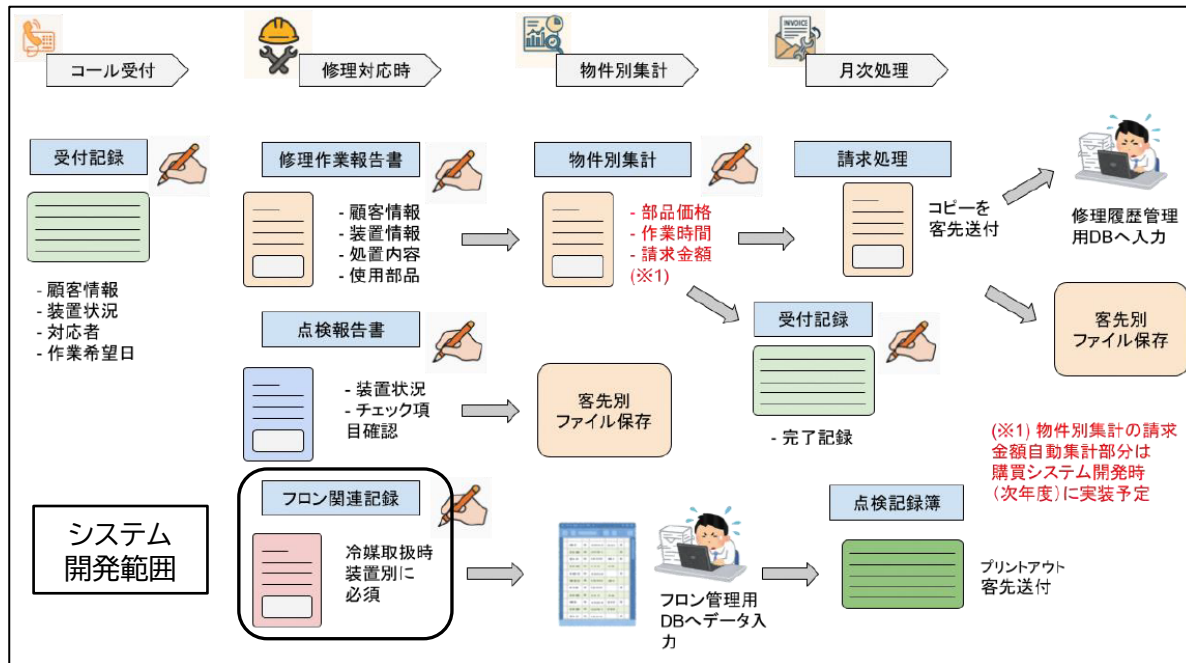 コール受付
修理対応時
物件別集計
INVOICE
月次処理
受付記録
- 顧客情報
- 装置状況
- 対応者
- 作業希望日
修理作業報告書
- 顧客情報
- 装置情報
- 処置内容
- 使用部品
物件別集計
- 部品価格
- 作業時間
- 請求金額
(※1)
請求処理
コピーを
客先送付
修理履歴管理
用DBへ入力
点検報告書
- 装置状況
- チェック項
目確認
客先別
ファイル保存
受付記録
- 完了記録
客先別
ファイル保存
(※1) 物件別集計の請求
金額自動集計部分は
購買システム開発時
（次年度）に実装予定
システム
開発範囲
フロン関連記録
冷媒取扱時
装置別に
必須
フロン管理用
DBへデータ入
力
点検記録簿
プリントアウト
客先送付